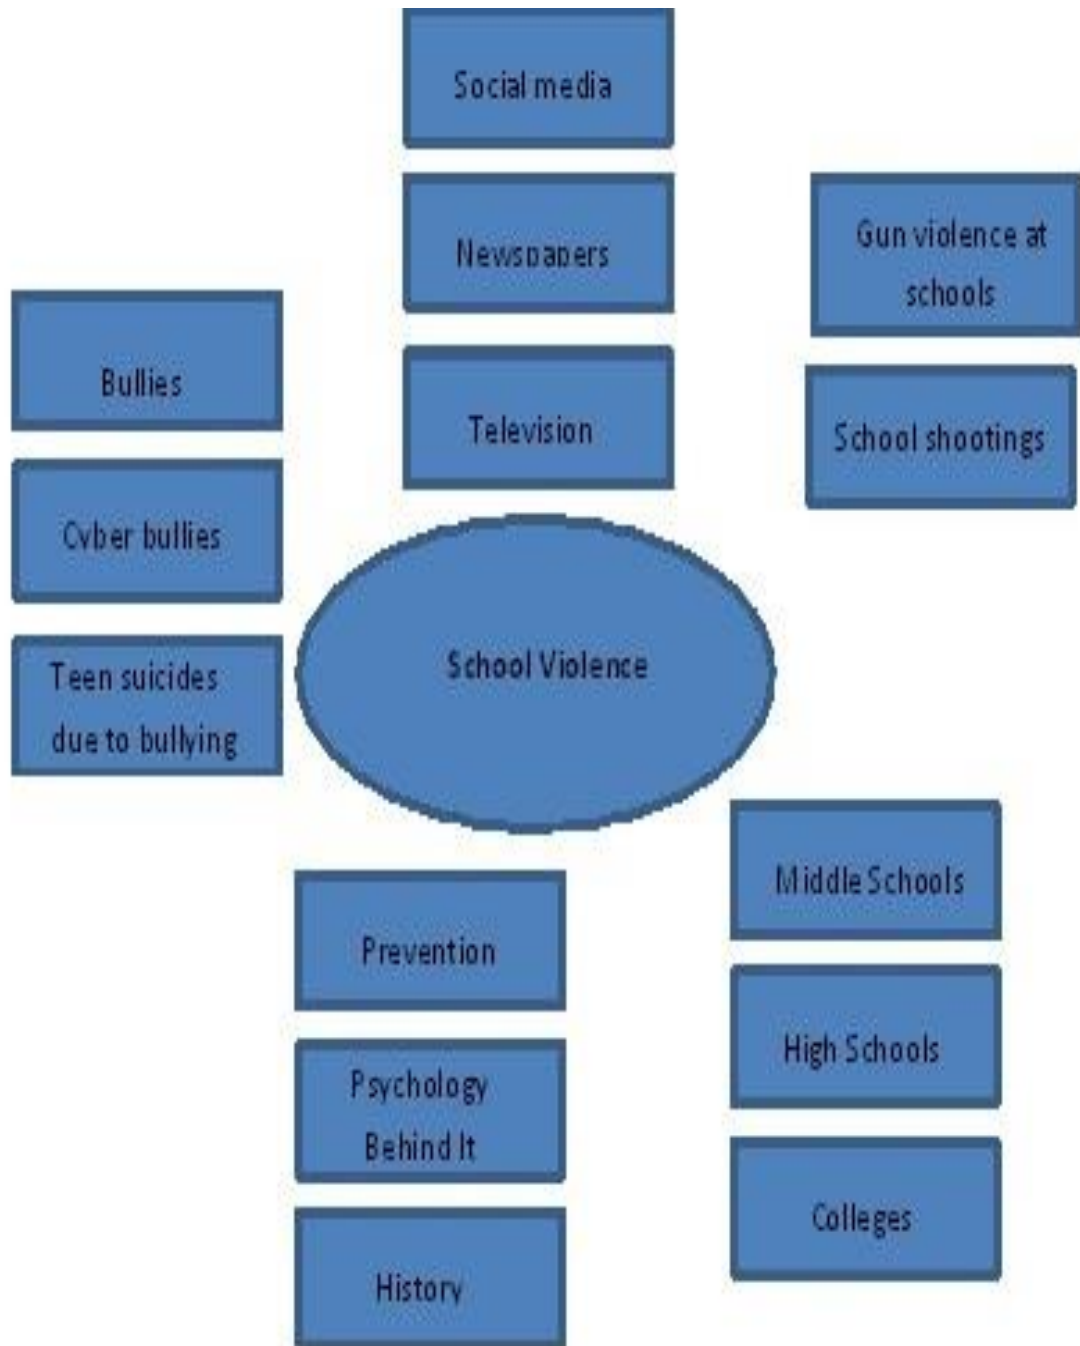 Social media
Newspapers
Television
Gun violence at
schools
School shootings
Bullies
Cyber bullies
Teen suicides
due to bullying
School Violence
Prevention
Psychology
Behind It
History
Middle Schools
High Schools
Colleges